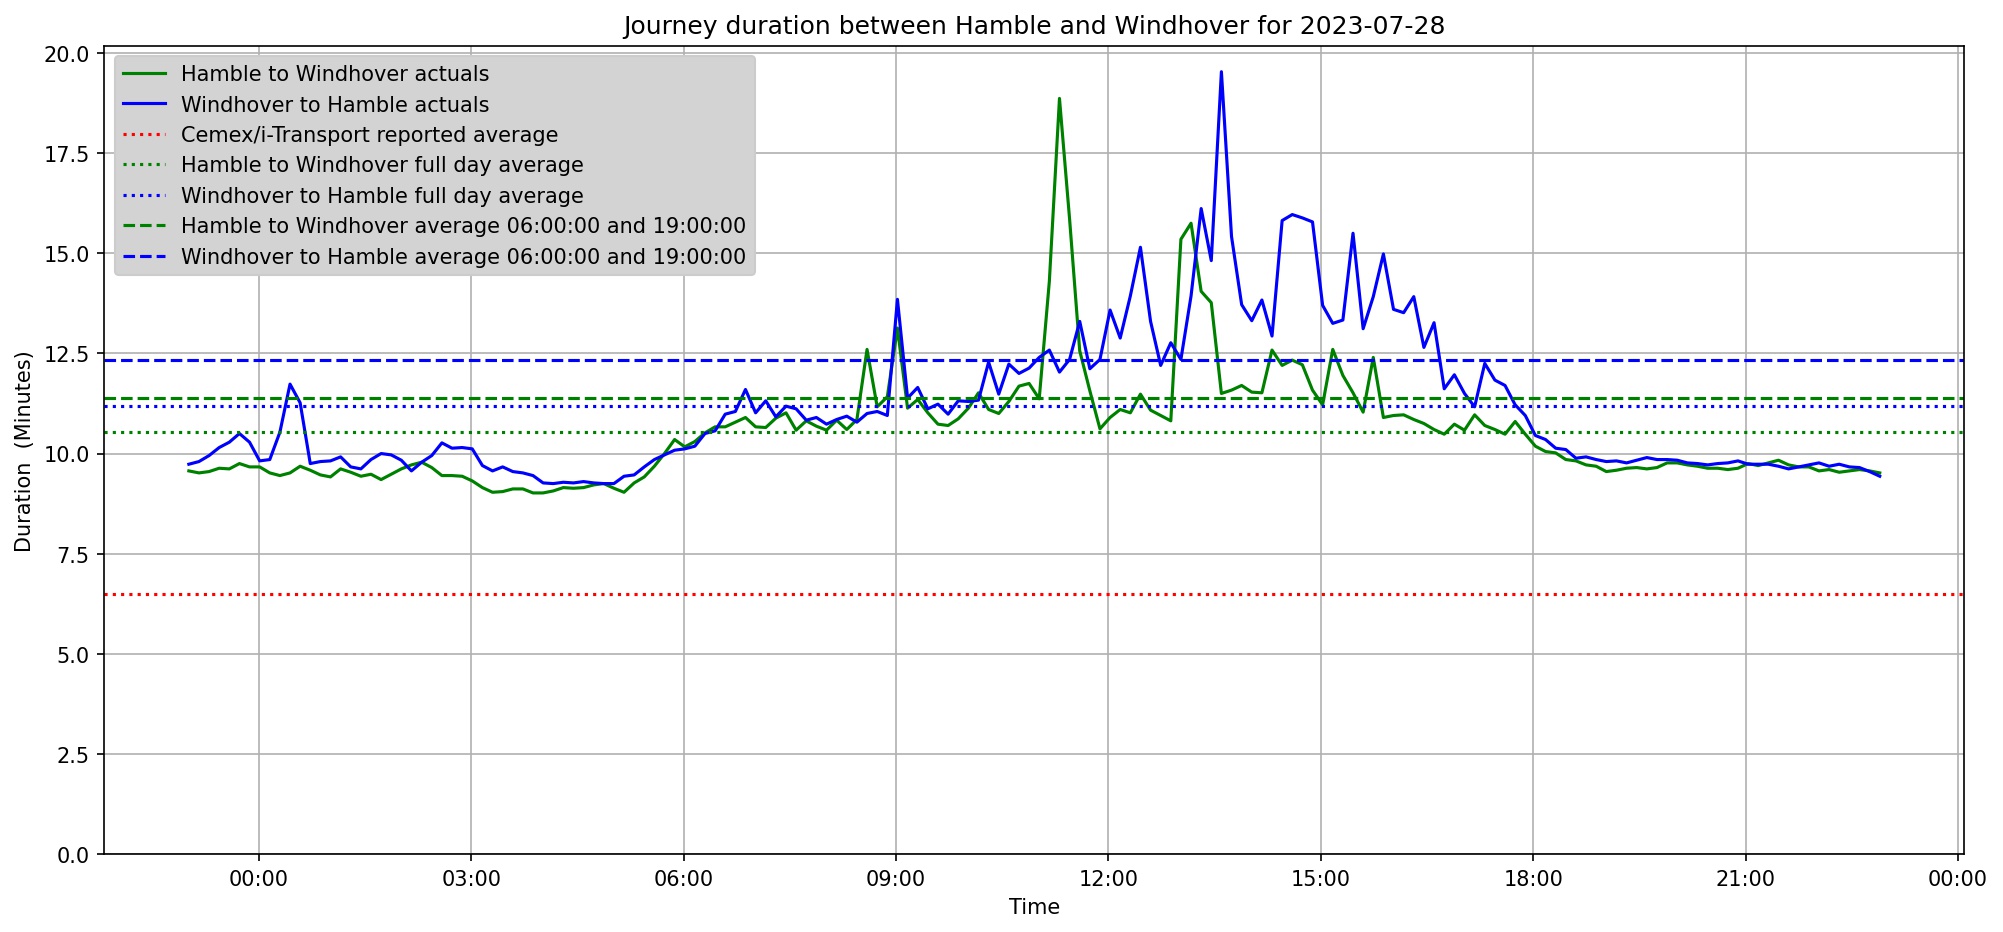 Journey duration between Hamble and Windhover for 2023-07-28
20.0
17.5
15.0
12.5
10.0
7.5
5.0
2.5
0.0
Duration  (Minutes)
Hamble to Windhover actuals
Windhover to Hamble actuals
Cemex/i-Transport reported average
Hamble to Windhover full day average
Windhover to Hamble full day average
Hamble to Windhover average 06:00:00 and 19:00:00
Windhover to Hamble average 06:00:00 and 19:00:00
00:00 03:00 06:00 09:00 12:00 15:00 18:00 21:00 00:00
Time